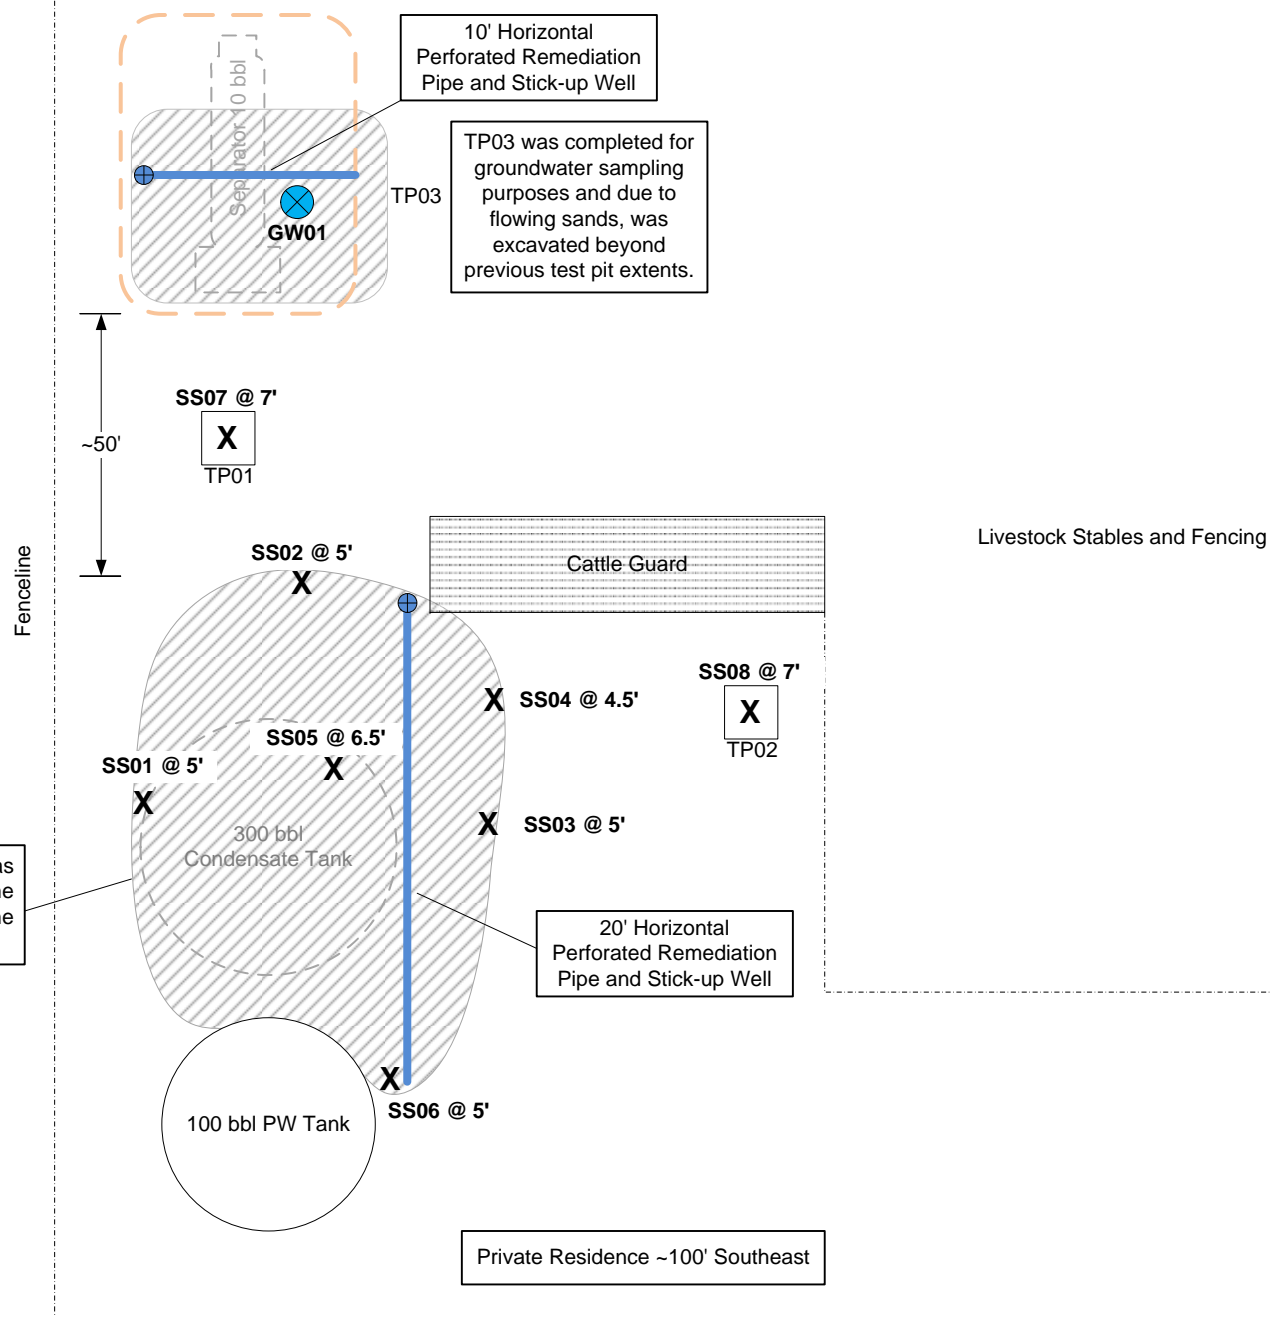 10' Horizontal
Perforated Remediation
Pipe and Stick-up Well
Separator 10 bbl
TP03 was completed for
groundwater sampling
purposes and due to
flowing sands, was
excavated beyond
previous test pit extents.
TP03
GW01
SS07 @ 7'
X
TP01
~50'
Fenceline
SS02 @ 5'
X
Cattle Guard
Livestock Stables and Fencing
SS08 @ 7'
X
TP02
X SS04 @ 4.5'
SS05 @ 6.5'
X
SS01 @ 5'
X
X SS03 @ 5'
300 bbl
Condensate Tank
as
ne
ne
20' Horizontal
Perforated Remediation
Pipe and Stick-up Well
X
SS06 @ 5'
100 bbl PW Tank
Private Residence ~100' Southeast